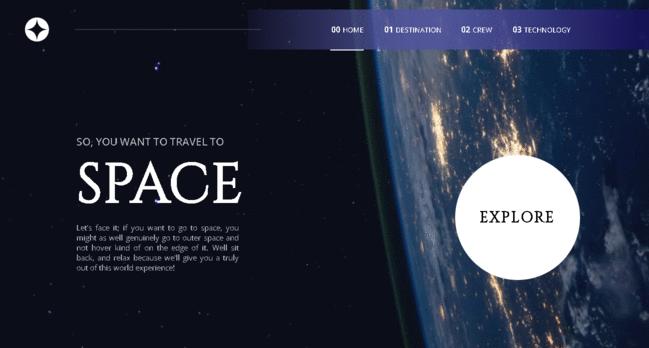 00 HOME 01 DESTINATION 02 CREW 03 TECHNOLOGY
SO, YOU WANT TO TRAVEL TO
SPACE
Let's face it; if you want to go to space, you
might as well genuinely go to outer space and
not hover kind of on the edge of it. Well sit
back, and relax because we'll give you a truly
out of this world experience!
EXPLORE